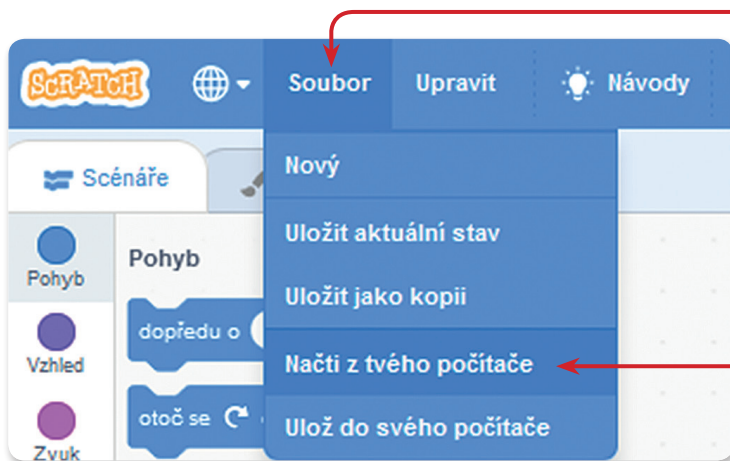 SCRATCH Soubor Upravit Návody
Scénáře
Nový
Uložit aktuální stav
Uložit jako kopii
Načti z tvého počítače
Ulož do svého počítače
Pohyb
Vzhled
Zvuk
Pohyb
dopředu o
otoč se